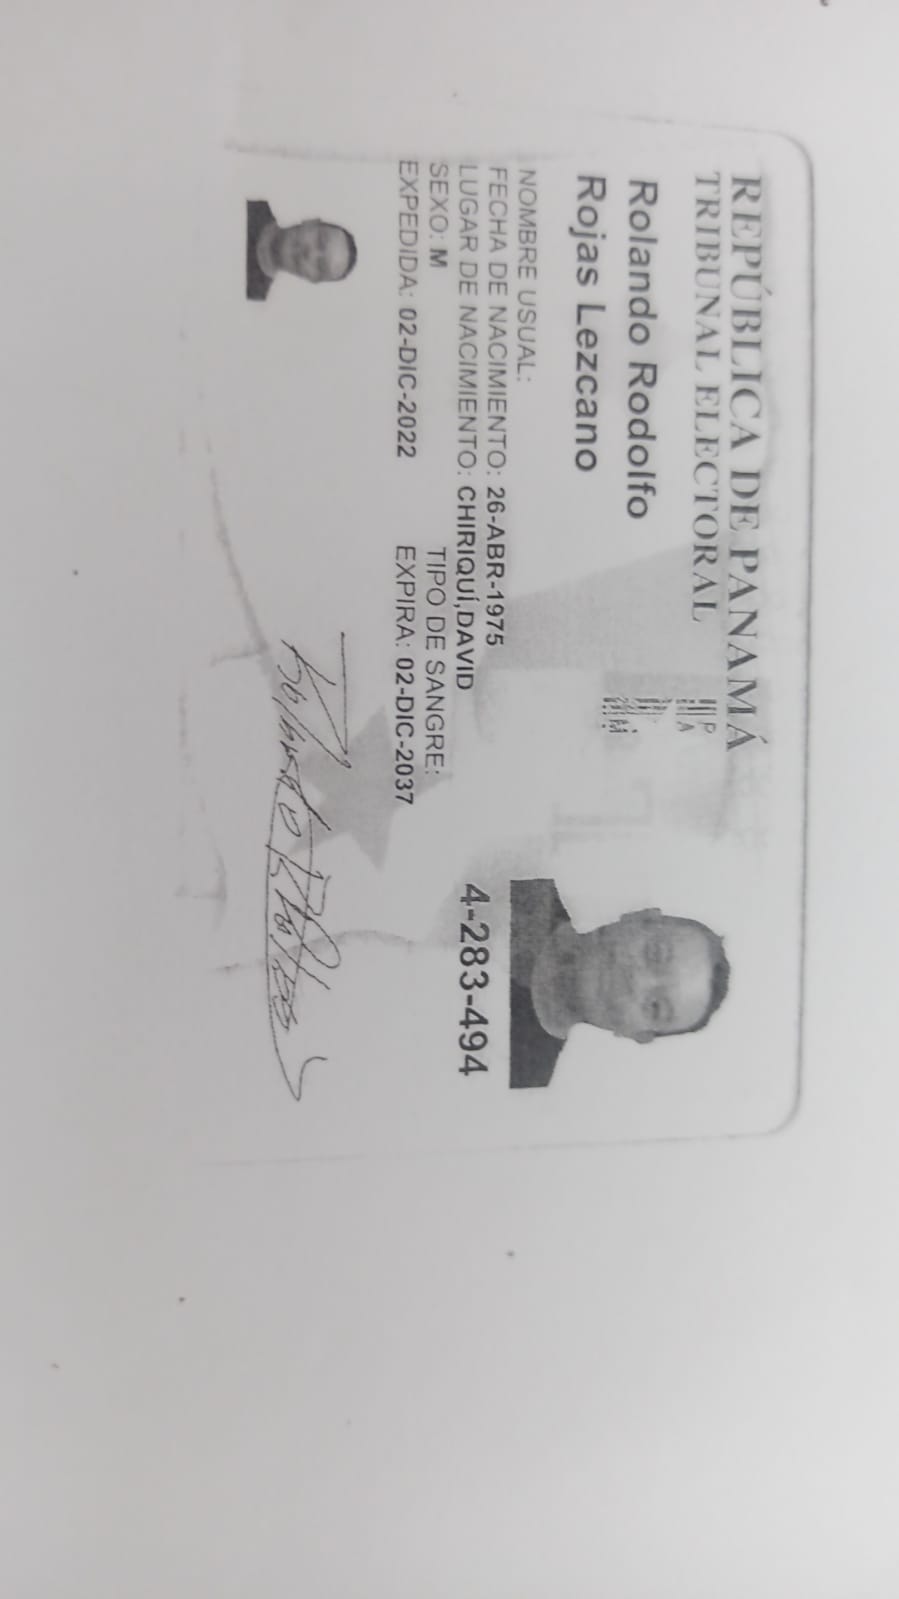 REPÚBLICA DE PANAMÁ
TRIBUNAL ELECTORAL
Rolando Rodolfo
Rojas Lezcano
NOMBRE USUAL:
FECHA DE NACIMIENTO: 26-ABR-1975
LUGAR DE NACIMIENTO: CHIRIQUÍ,DAVID
SEXO: M TIPO DE SANGRE:
EXPEDIDA: 02-DIC-2022 EXPIRA: 02-DIC-2037
4-283-494